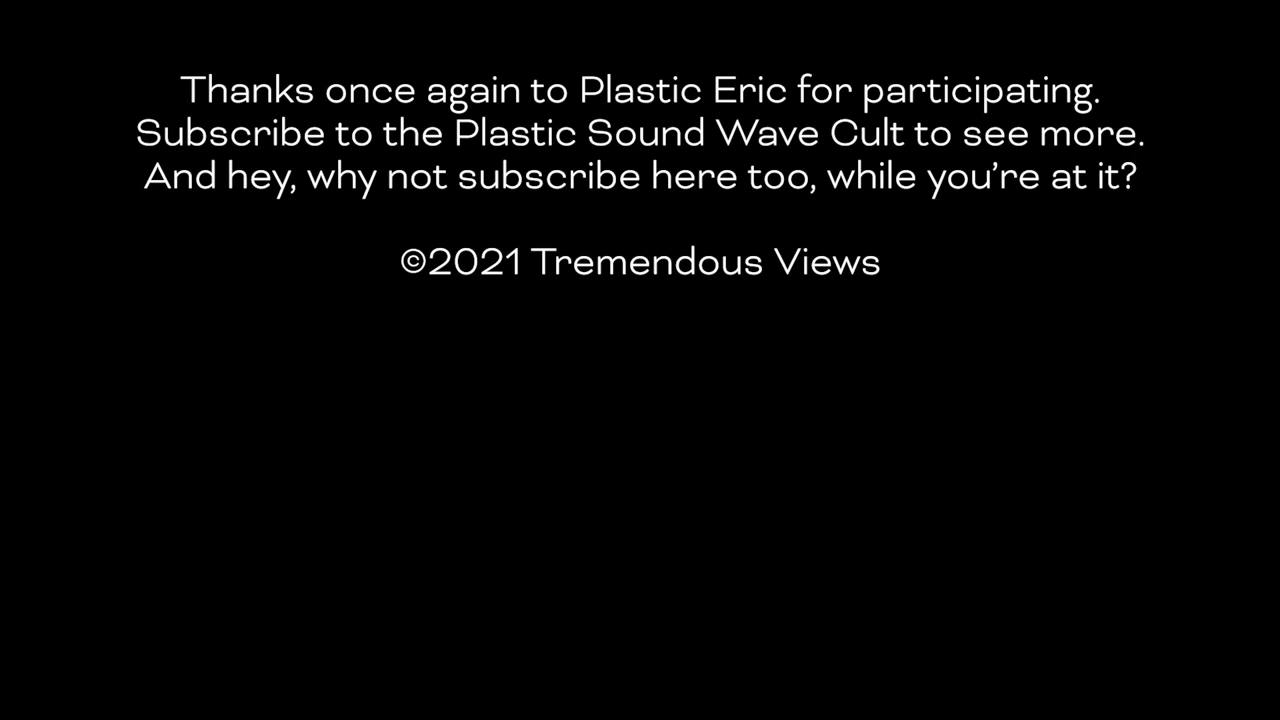 Thanks once again to Plastic Eric for participating.
Subscribe to the Plastic Sound Wave Cult to see more.
And hey, why not subscribe here too, while you’re at it?
©2021 Tremendous Views